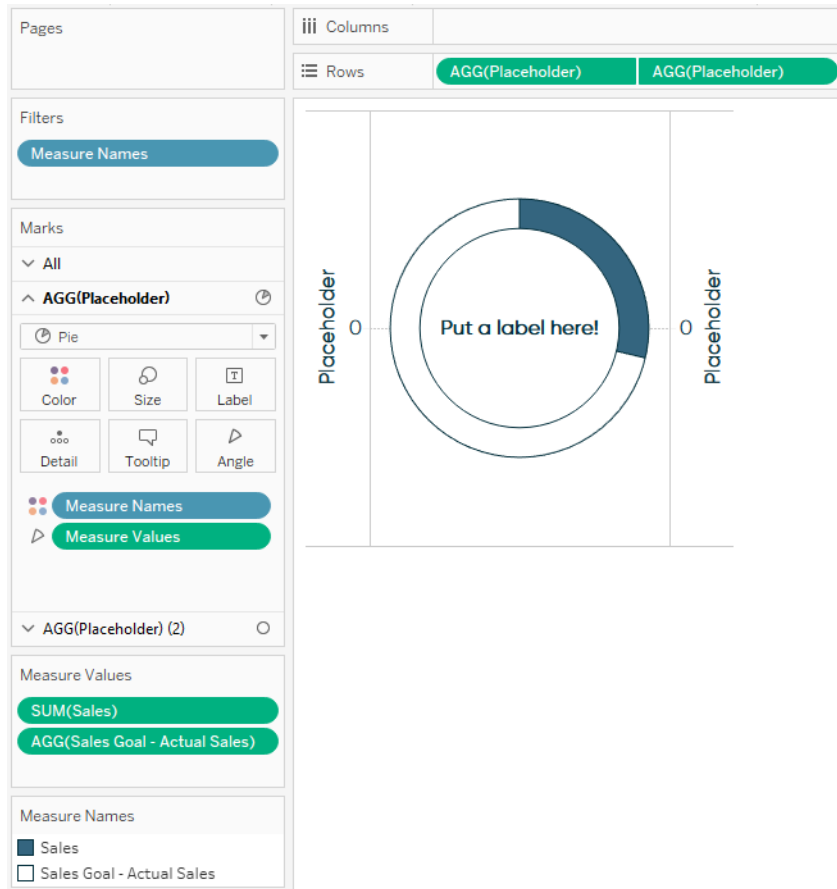 Pages
Columns
Rows
AGG(Placeholder)
AGG(Placeholder)
Filters
Measure Names
Marks
All
AGG(Placeholder)
Pie
Color
Size
Label
Detail
Tooltip
Angle
Measure Names
Measure Values
AGG(Placeholder) (2)
Measure Values
SUM(Sales)
AGG(Sales Goal - Actual Sales)
Measure Names
Sales
Sales Goal - Actual Sales
Placeholder
0
Put a label here!
0
Placeholder